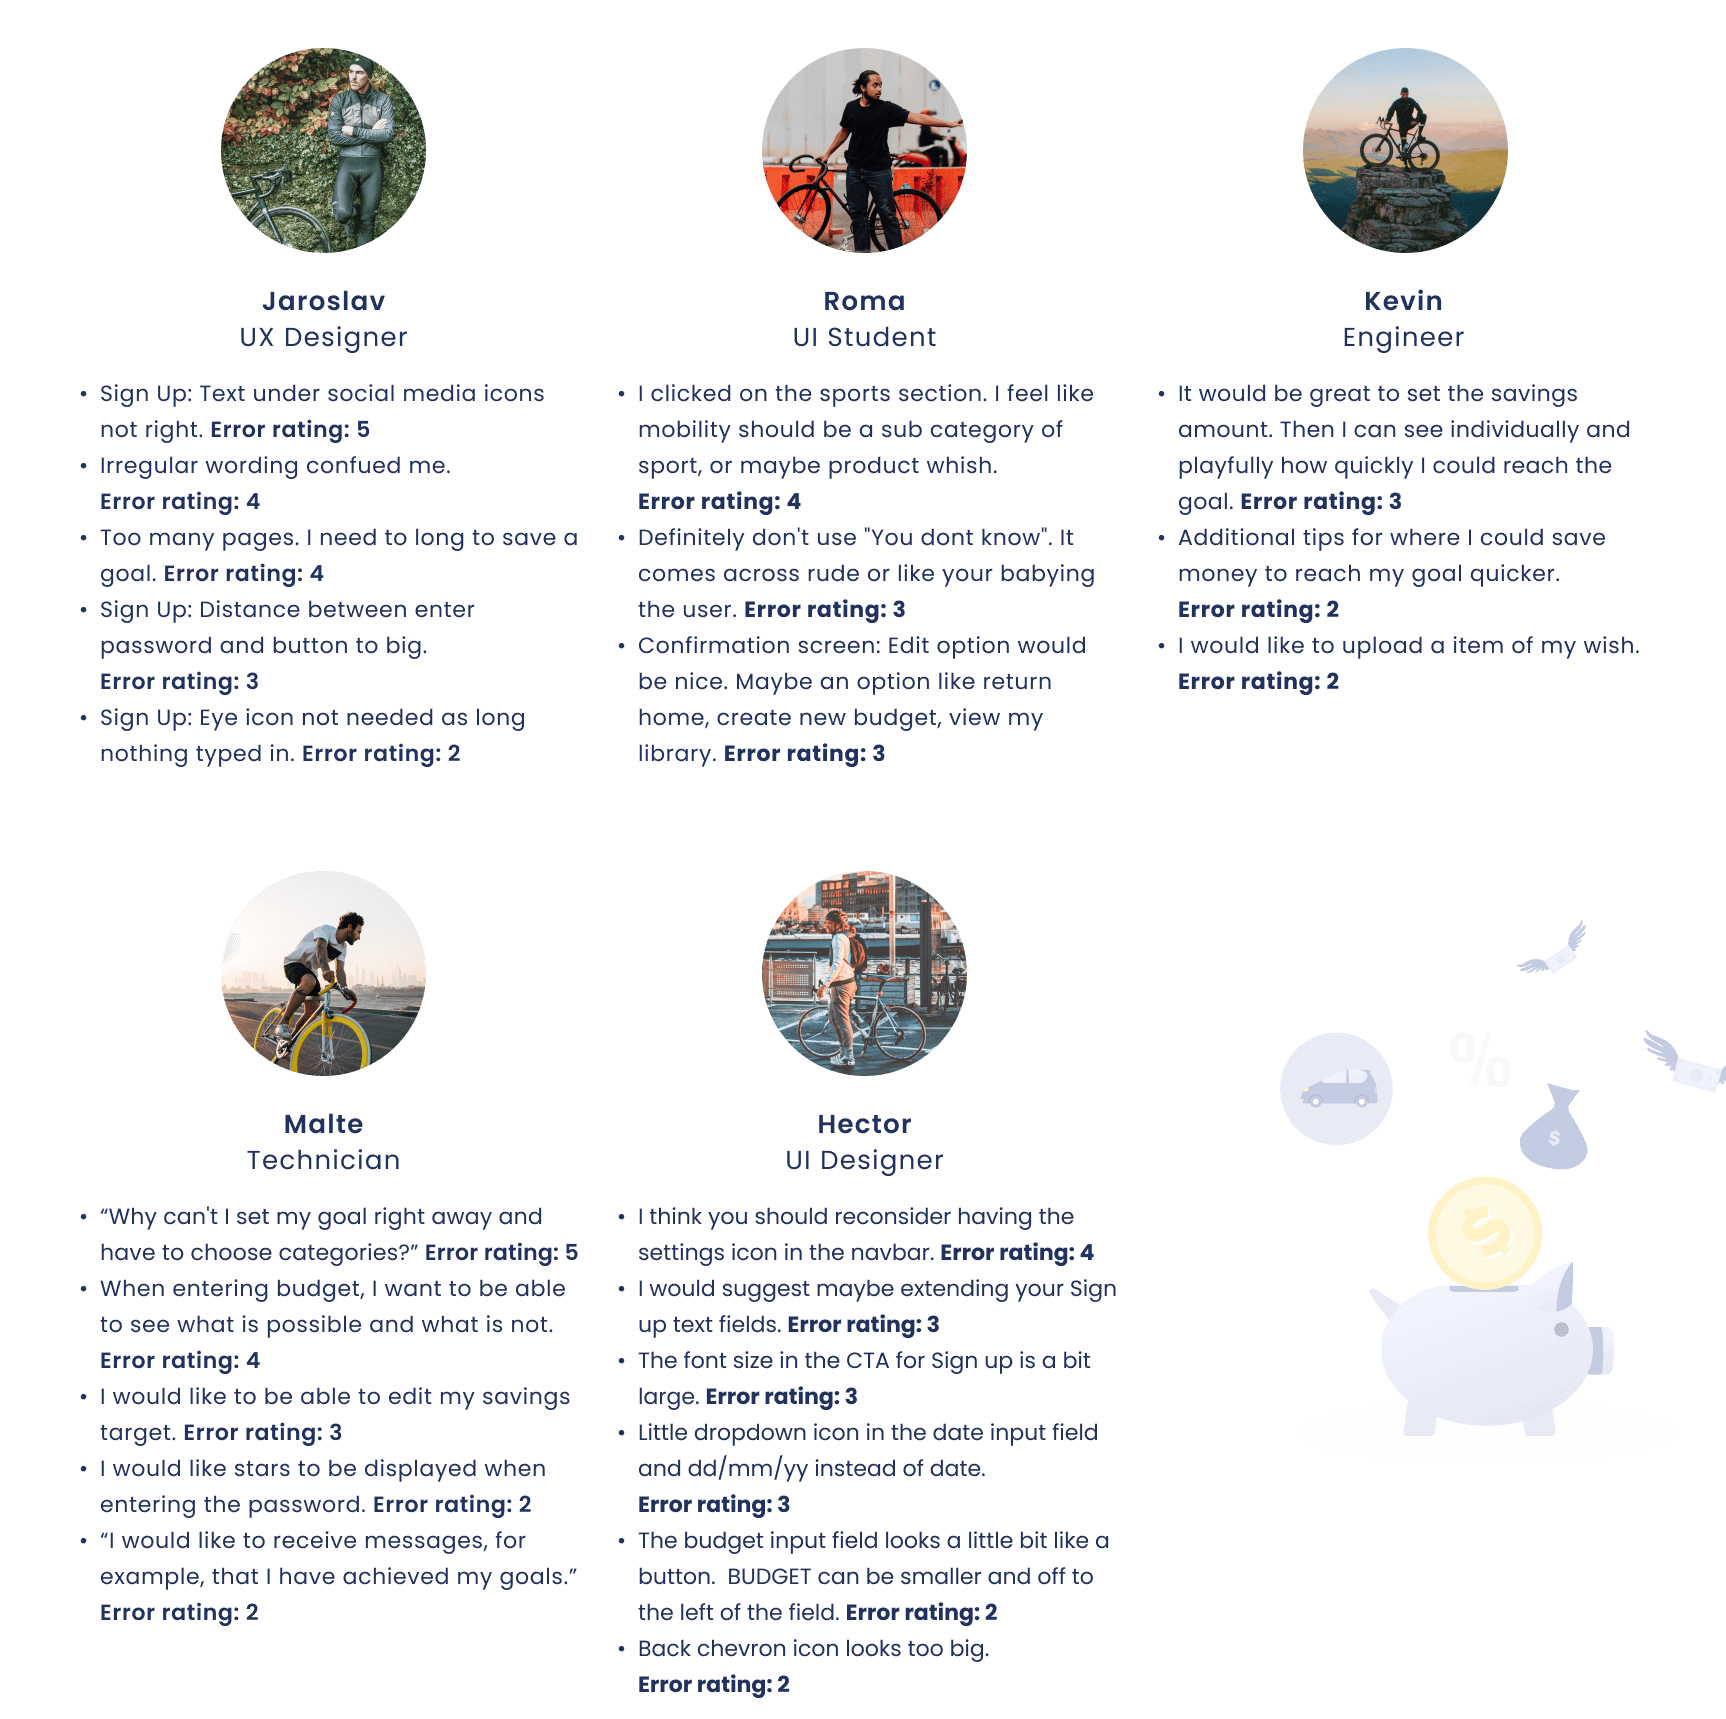 Jaroslav
UX Designer
• Sign Up: Text under social media icons
not right. Error rating: 5
• Irregular wording confued me.
Error rating: 4
• Too many pages. I need to long to save a
goal. Error rating: 4
• Sign Up: Distance between enter
password and button to big.
Error rating: 3
• Sign Up: Eye icon not needed as long
nothing typed in. Error rating: 2
Roma
UI Student
• I clicked on the sports section. I feel like
mobility should be a sub category of
sport, or maybe product whish.
Error rating: 4
• Definitely don't use "You dont know". It
comes across rude or like your babying
the user. Error rating: 3
• Confirmation screen: Edit option would
be nice. Maybe an option like return
home, create new budget, view my
library. Error rating: 3
Kevin
Engineer
• It would be great to set the savings
amount. Then I can see individually and
playfully how quickly I could reach the
goal. Error rating: 3
• Additional tips for where I could save
money to reach my goal quicker.
Error rating: 2
• I would like to upload a item of my wish.
Error rating: 2
Malte
Technician
• “Why can't I set my goal right away and
have to choose categories?” Error rating: 5
• When entering budget, I want to be able
to see what is possible and what is not.
Error rating: 4
• I would like to be able to edit my savings
target. Error rating: 3
• I would like stars to be displayed when
entering the password. Error rating: 2
• “I would like to receive messages, for
example, that I have achieved my goals.”
Error rating: 2
Hector
UI Designer
• I think you should reconsider having the
settings icon in the navbar. Error rating: 4
• I would suggest maybe extending your Sign
up text fields. Error rating: 3
• The font size in the CTA for Sign up is a bit
large. Error rating: 3
• Little dropdown icon in the date input field
and dd/mm/yy instead of date.
Error rating: 3
• The budget input field looks a little bit like a
button.  BUDGET can be smaller and off to
the left of the field. Error rating: 2
• Back chevron icon looks too big.
Error rating: 2
%
$
$